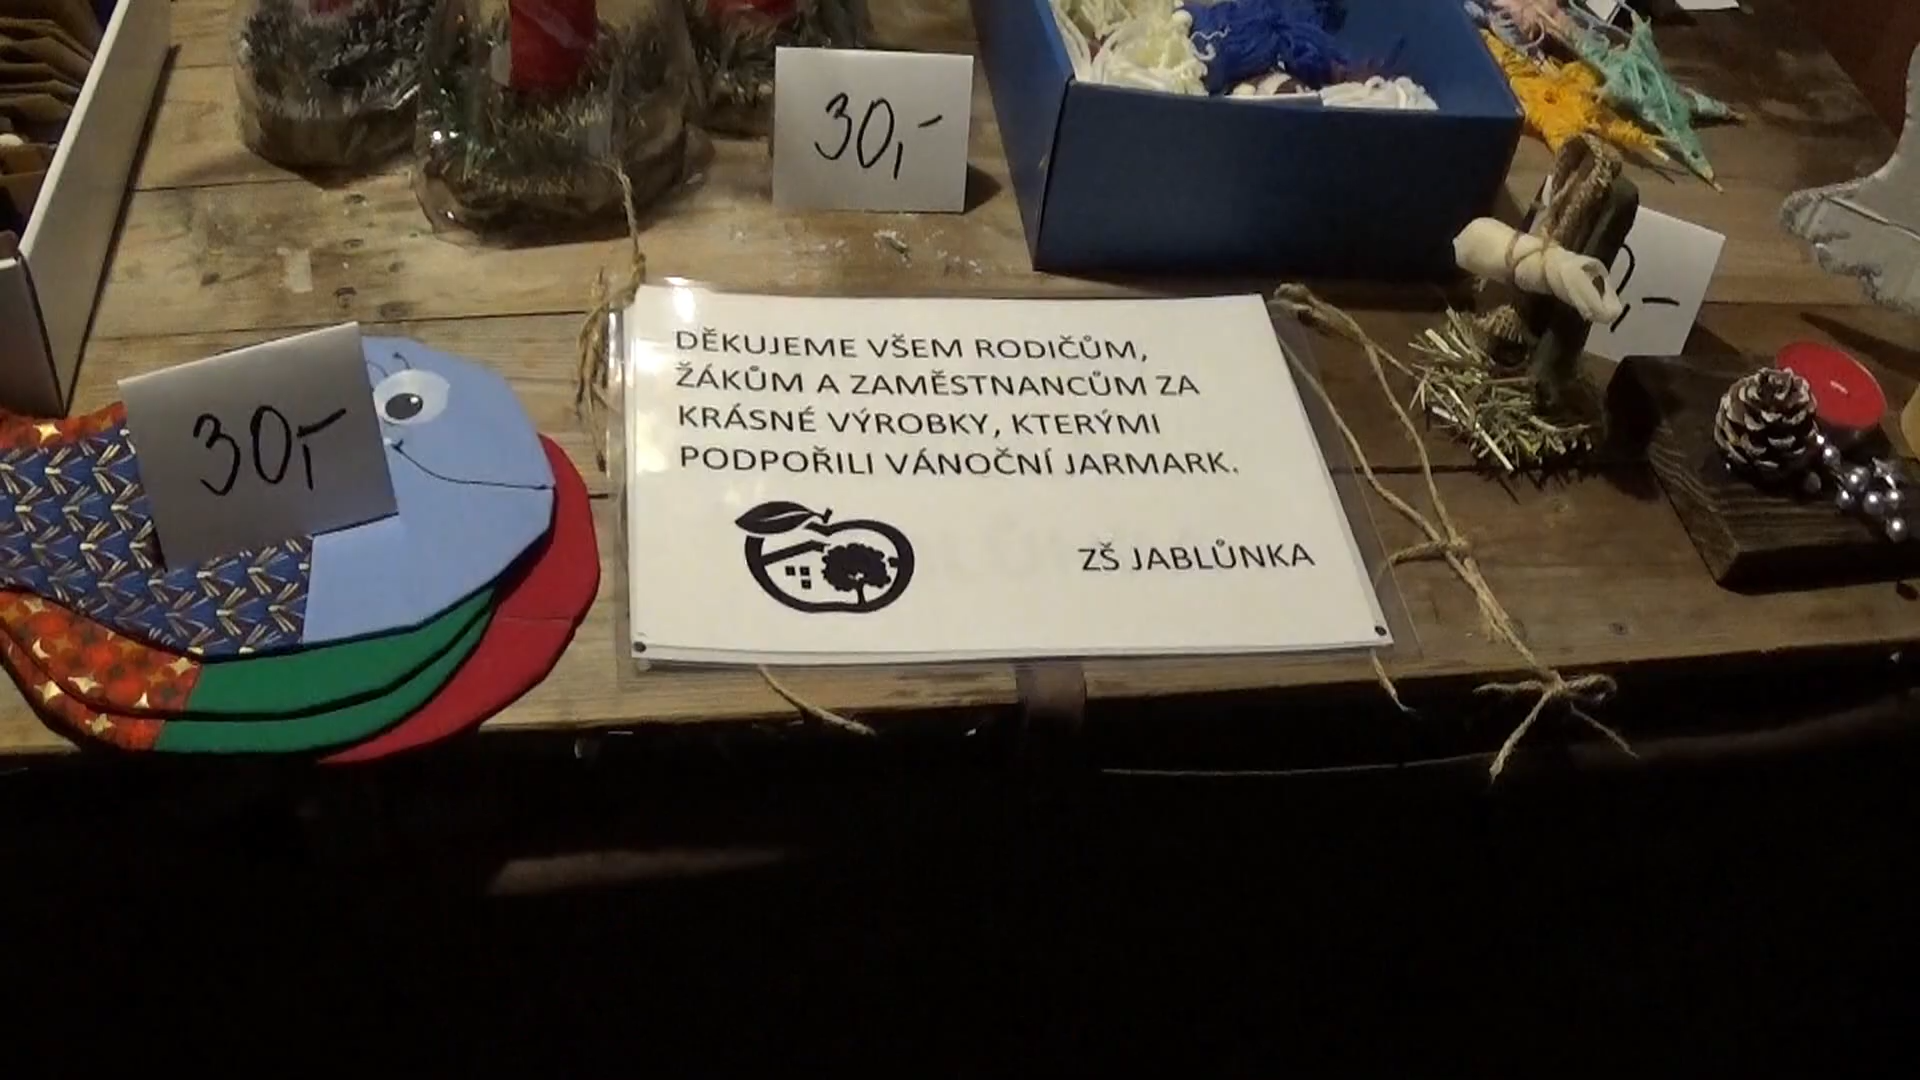 30,-
30,-
DĚKUJEME VŠEM RODIČŮM,
ŽÁKŮM A ZAMĚSTNANCŮM ZA
KRÁSNÉ VÝROBKY, KTERÝMI
PODPOŘILI VÁNOČNÍ JARMARK.
ZŠ JABLŮNKA